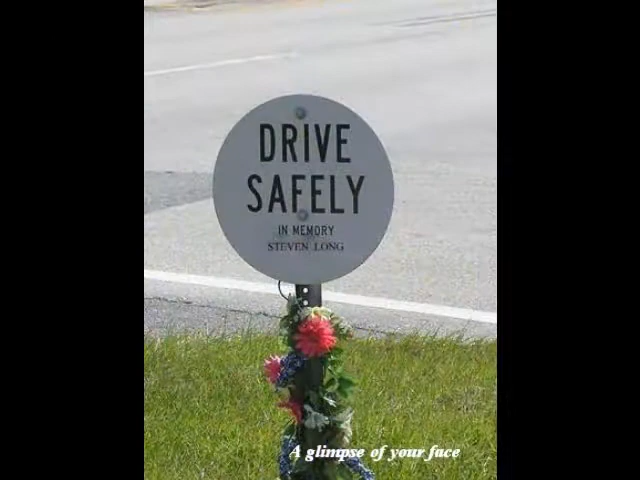 DRIVE
SAFELY
IN MEMORY
STEVEN LONG
A glimpse of your face